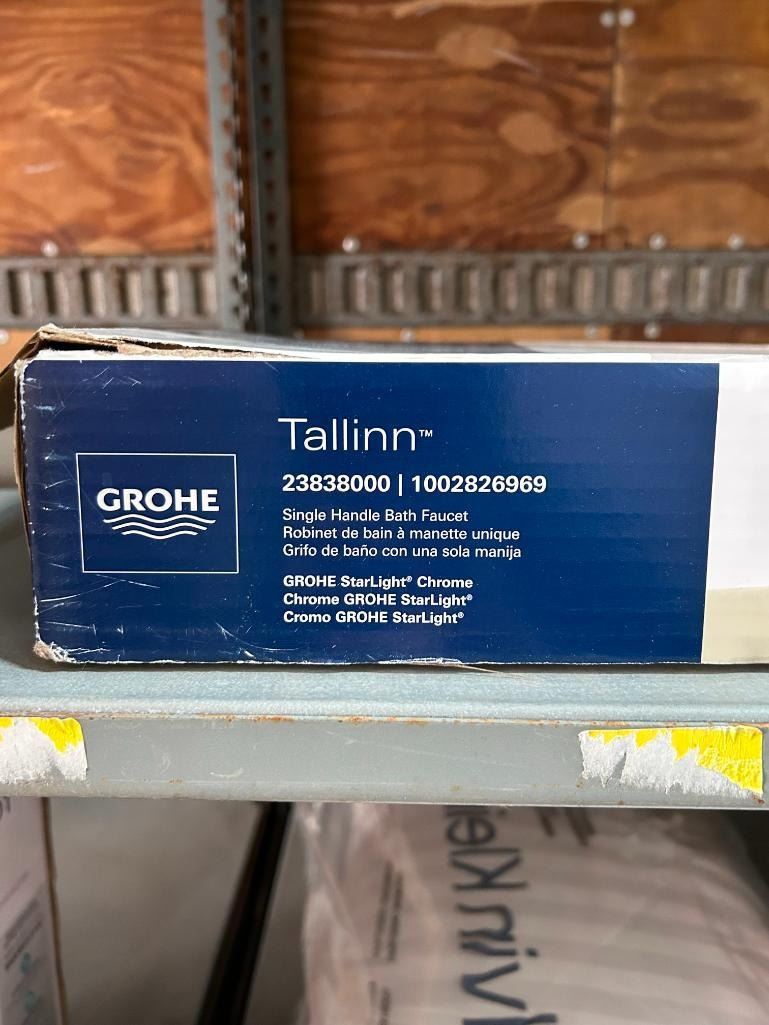 Tallinn™
GROHE
23838000 | 1002826969
Single Handle Bath Faucet
Robinet de bain à manette unique
Grifo de baño con una sola manija
GROHE StarLight® Chrome
Chrome GROHE StarLight®
Cromo GROHE StarLight®